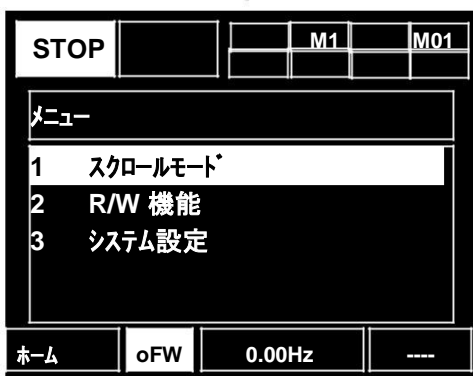 STOP M1 M01
ﾒﾆｭｰ
1 ｽｸﾛｰﾙﾓｰﾄﾞ
2 R/W 機能
3 ｼｽﾃﾑ設定
ﾎｰﾑ oFW 0.00Hz ----